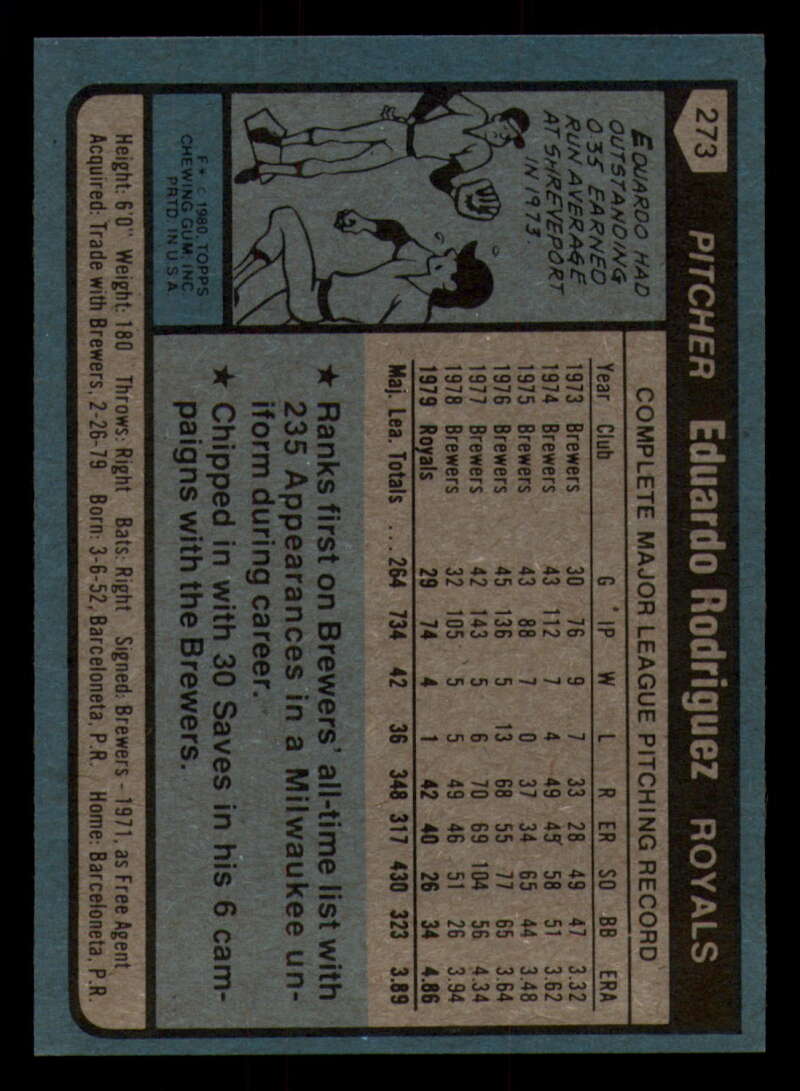 273 PITCHER Eduardo Rodriguez ROYALS
EDUARDO HAD
OUTSTANDING
0.35 EARNED
RUN AVERAGE
AT SHREVEPORT
IN 1973.
F* © 1980 TOPPS
CHEWING GUM, INC.
PRTD. IN U.S.A.
COMPLETE MAJOR LEAGUE PITCHING RECORD
Year Club G IP W L R ER SO BB ERA
1973 Brewers 30 76 9 7 33 28 49 47 3.32
1974 Brewers 43 112 7 4 49 45 58 51 3.62
1975 Brewers 43 88 7 0 37 34 65 44 3.48
1976 Brewers 45 136 5 13 68 55 77 65 3.64
1977 Brewers 42 143 5 6 70 69 104 56 4.34
1978 Brewers 32 105 5 5 49 46 51 26 3.94
1979 Royals 29 74 4 1 42 40 26 34 4.86
Maj. Lea. Totals ... 264 734 42 36 348 317 430 323 3.89
★ Ranks first on Brewers' all-time list with
235 Appearances in a Milwaukee un-
iform during career.
★ Chipped in with 30 Saves in his 6 cam-
paigns with the Brewers.
Height: 6'0" Weight: 180 Throws: Right Bats: Right Signed: Brewers - 1971, as Free Agent
Acquired: Trade with Brewers, 2-26-79 Born: 3-6-52, Barceloneta, P.R. Home: Barceloneta, P.R.